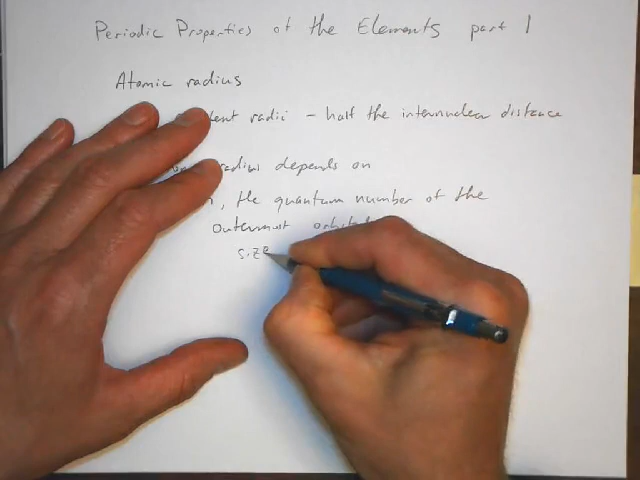 Periodic Properties of the Elements part 1
Atomic radius
radii - half the internuclear distance
radius depends on
n, the quantum number of the
outermost
size